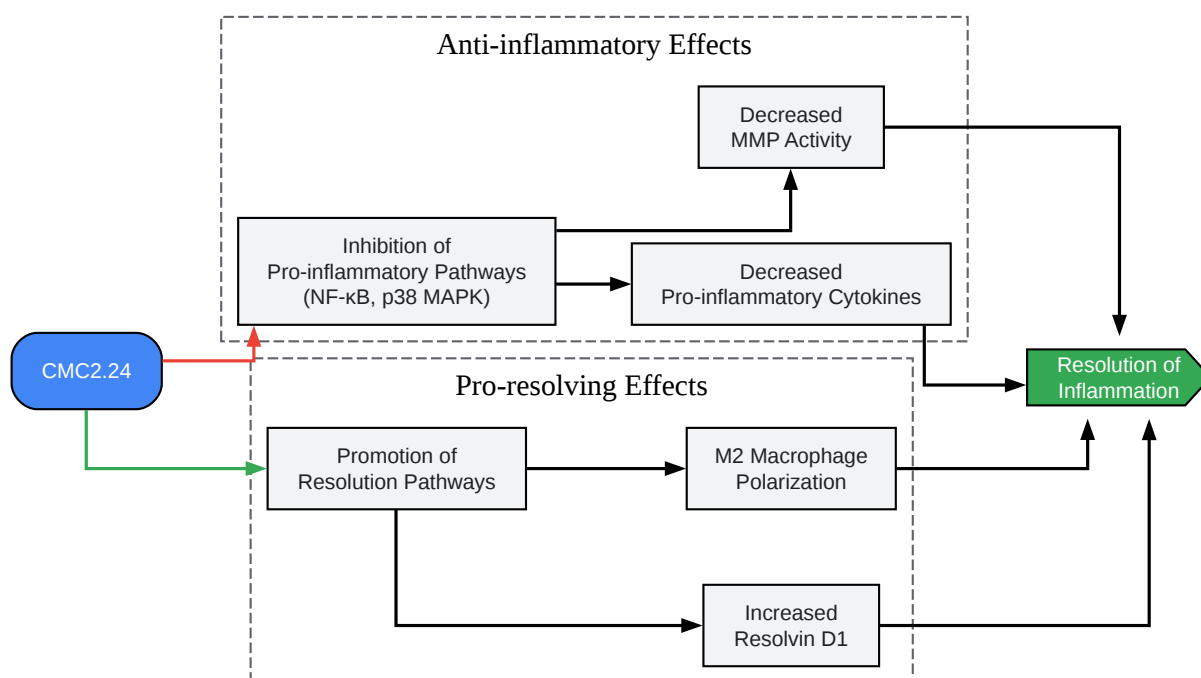 Anti-inflammatory Effects
Decreased
MMP Activity
Inhibition of
Pro-inflammatory Pathways
(NF-κB, p38 MAPK)
Decreased
Pro-inflammatory Cytokines
CMC2.24
Resolution of
Inflammation
Pro-resolving Effects
Promotion of
Resolution Pathways
M2 Macrophage
Polarization
Increased
Resolvin D1